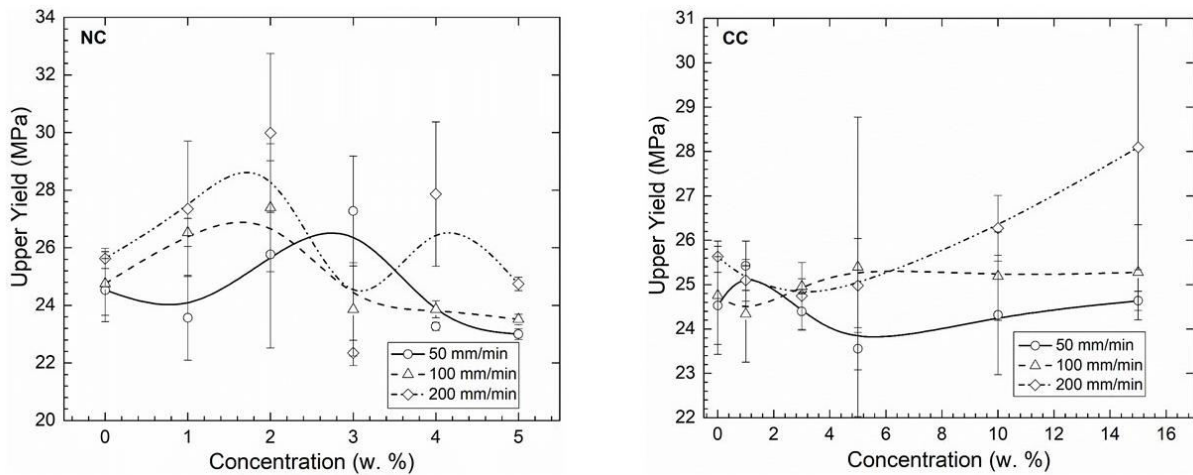 NC
Upper Yield (MPa)
34
32
30
28
26
24
22
20
0 1 2 3 4 5
Concentration (w. %)
50 mm/min
100 mm/min
200 mm/min
CC
Upper Yield (MPa)
31
30
29
28
27
26
25
24
23
22
0 2 4 6 8 10 12 14 16
Concentration (w. %)
50 mm/min
100 mm/min
200 mm/min